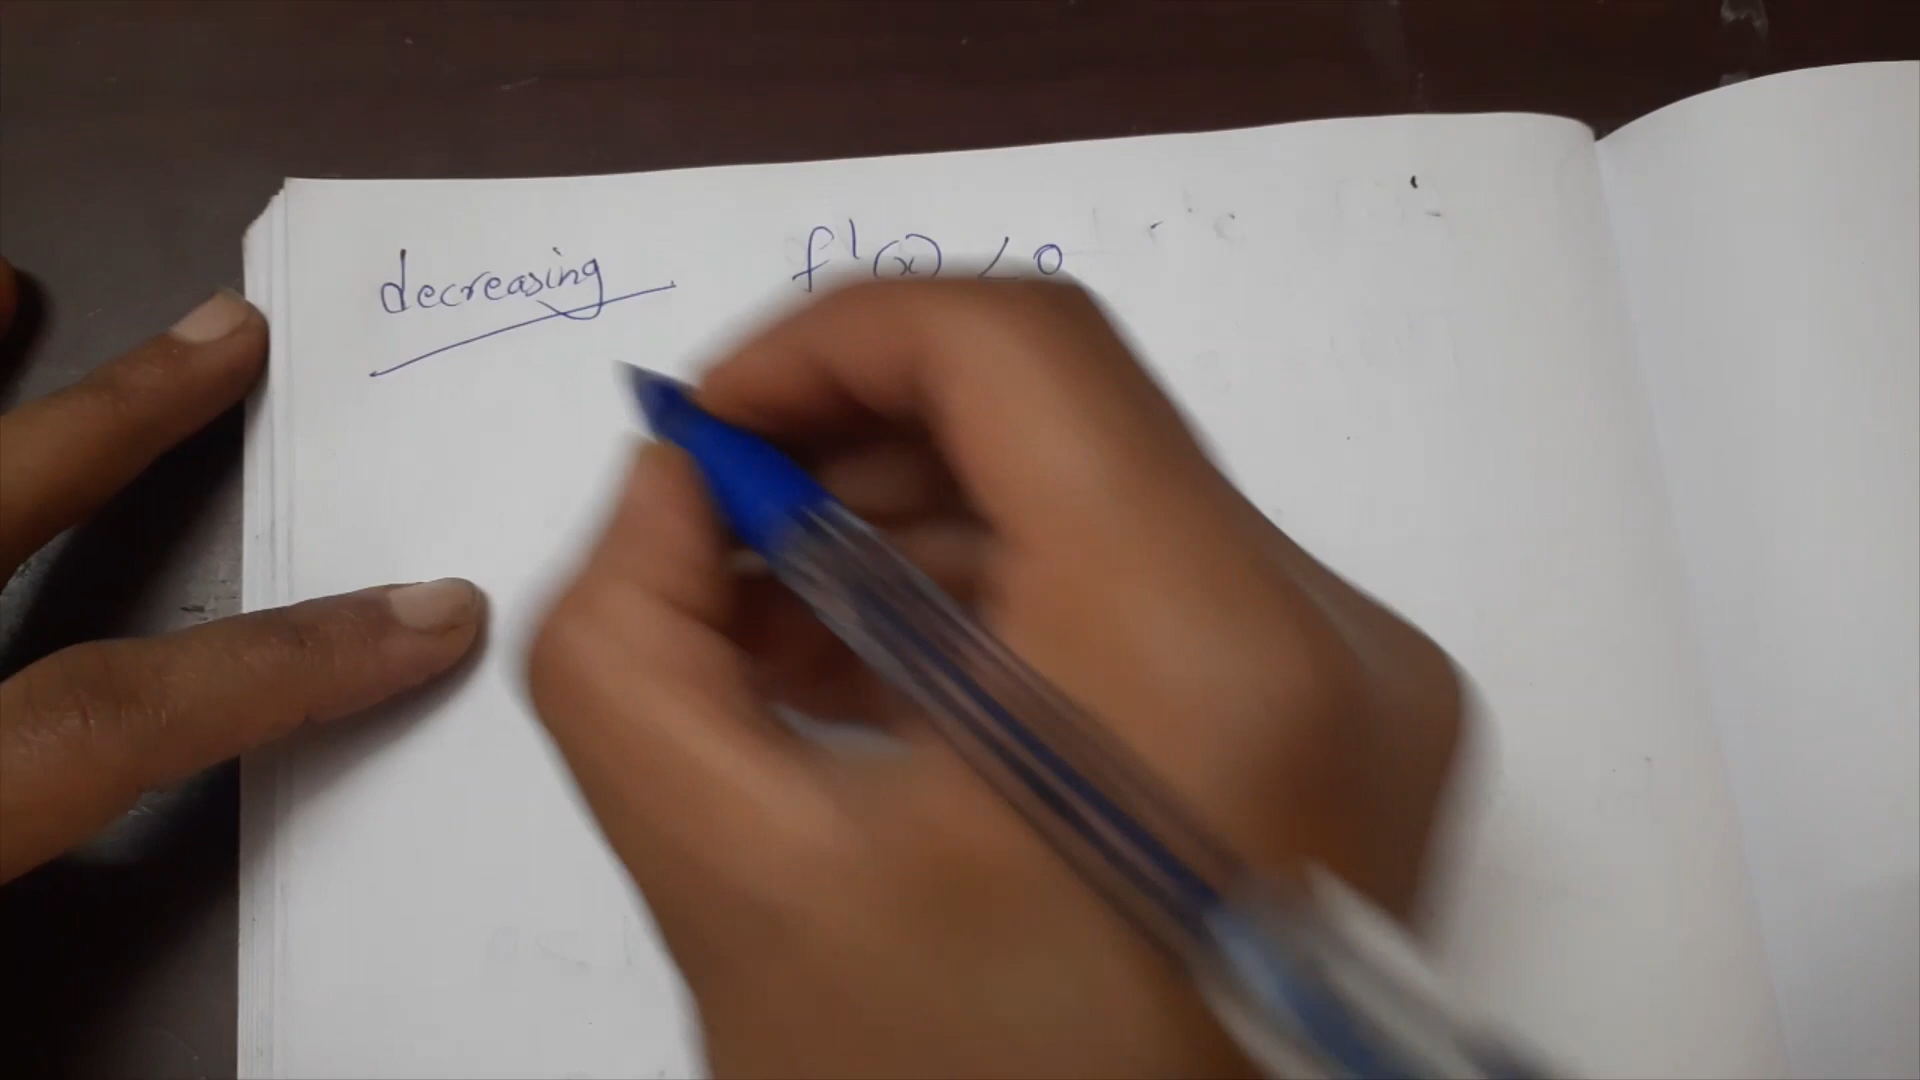 decreasing f'(x) < 0